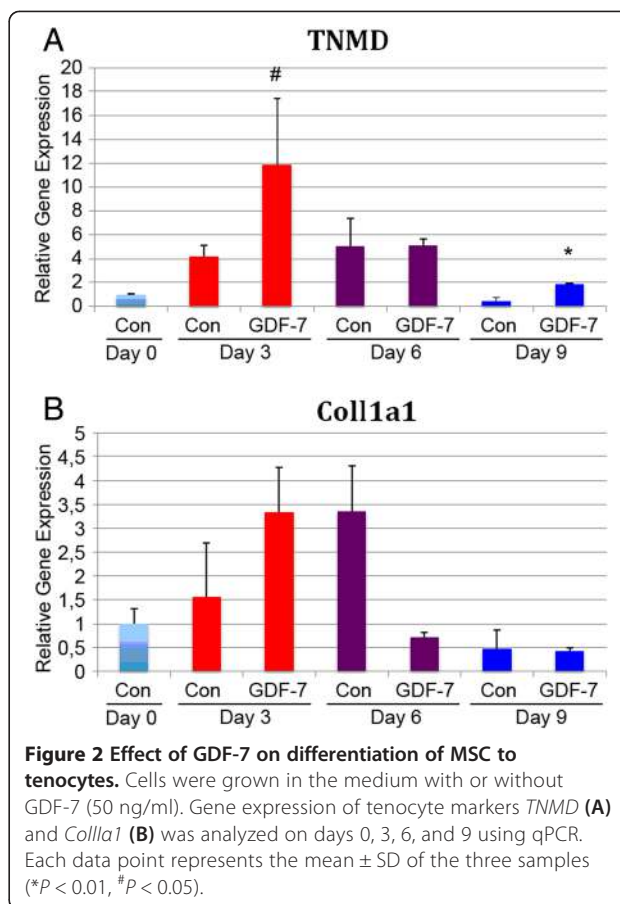 A
TNMD
#
20
18
16
14
12
10
8
6
4
2
0
Relative Gene Expression
*
Con Con GDF-7 Con GDF-7 Con GDF-7
Day 0 Day 3 Day 6 Day 9
B
Coll1a1
5
4,5
4
3,5
3
2,5
2
1,5
1
0,5
0
Relative Gene Expression
Con Con GDF-7 Con GDF-7 Con GDF-7
Day 0 Day 3 Day 6 Day 9
Figure 2 Effect of GDF-7 on differentiation of MSC to
tenocytes. Cells were grown in the medium with or without
GDF-7 (50 ng/ml). Gene expression of tenocyte markers TNMD (A)
and Collla1 (B) was analyzed on days 0, 3, 6, and 9 using qPCR.
Each data point represents the mean ± SD of the three samples
(*P < 0.01, #P < 0.05).